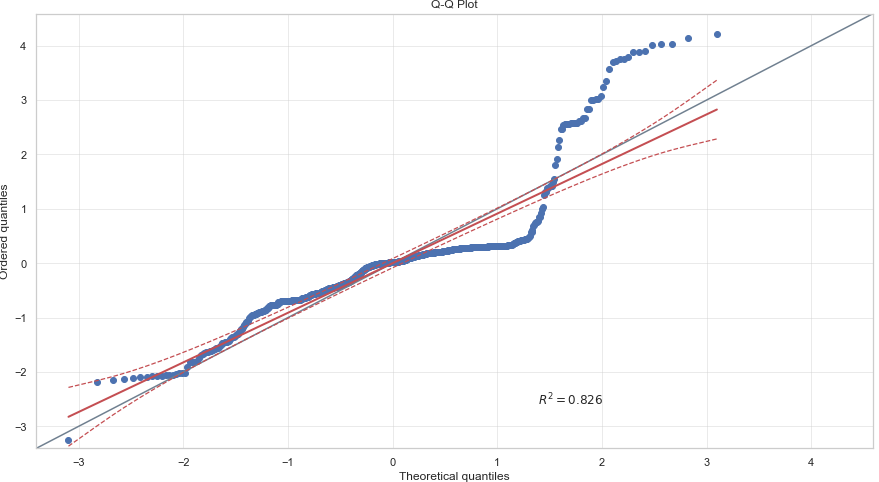 Q-Q Plot
Ordered quantiles
4
3
2
1
0
−1
−2
−3
R² = 0.826
−3 −2 −1 0 1 2 3 4
Theoretical quantiles